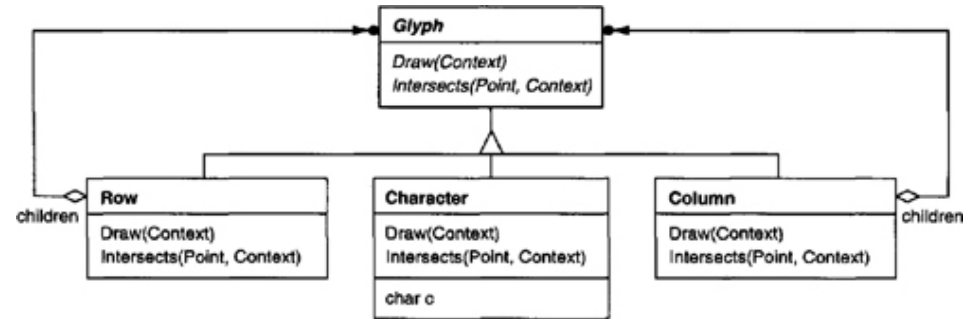 Glyph
Draw(Context)
Intersects(Point, Context)
children
Row
Draw(Context)
Intersects(Point, Context)
Character
Draw(Context)
Intersects(Point, Context)
char c
Column
Draw(Context)
Intersects(Point, Context)
children